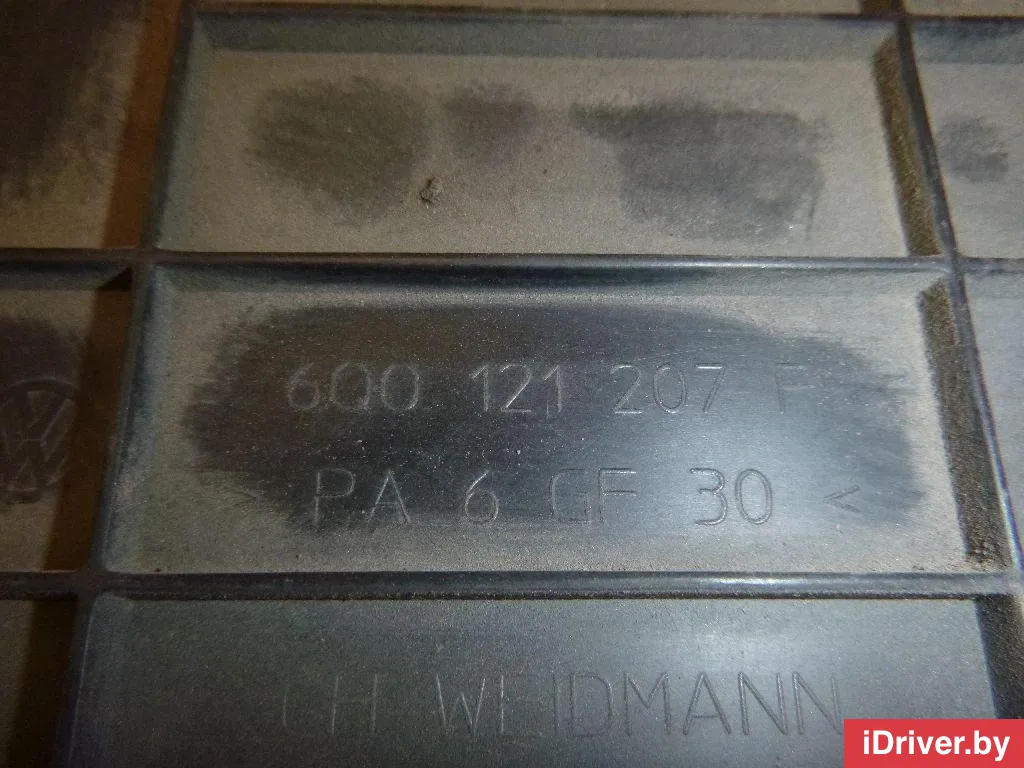 6Q0 121 207 F
> PA 6 GF 30 <
CH WEIDMANN
iDriver.by